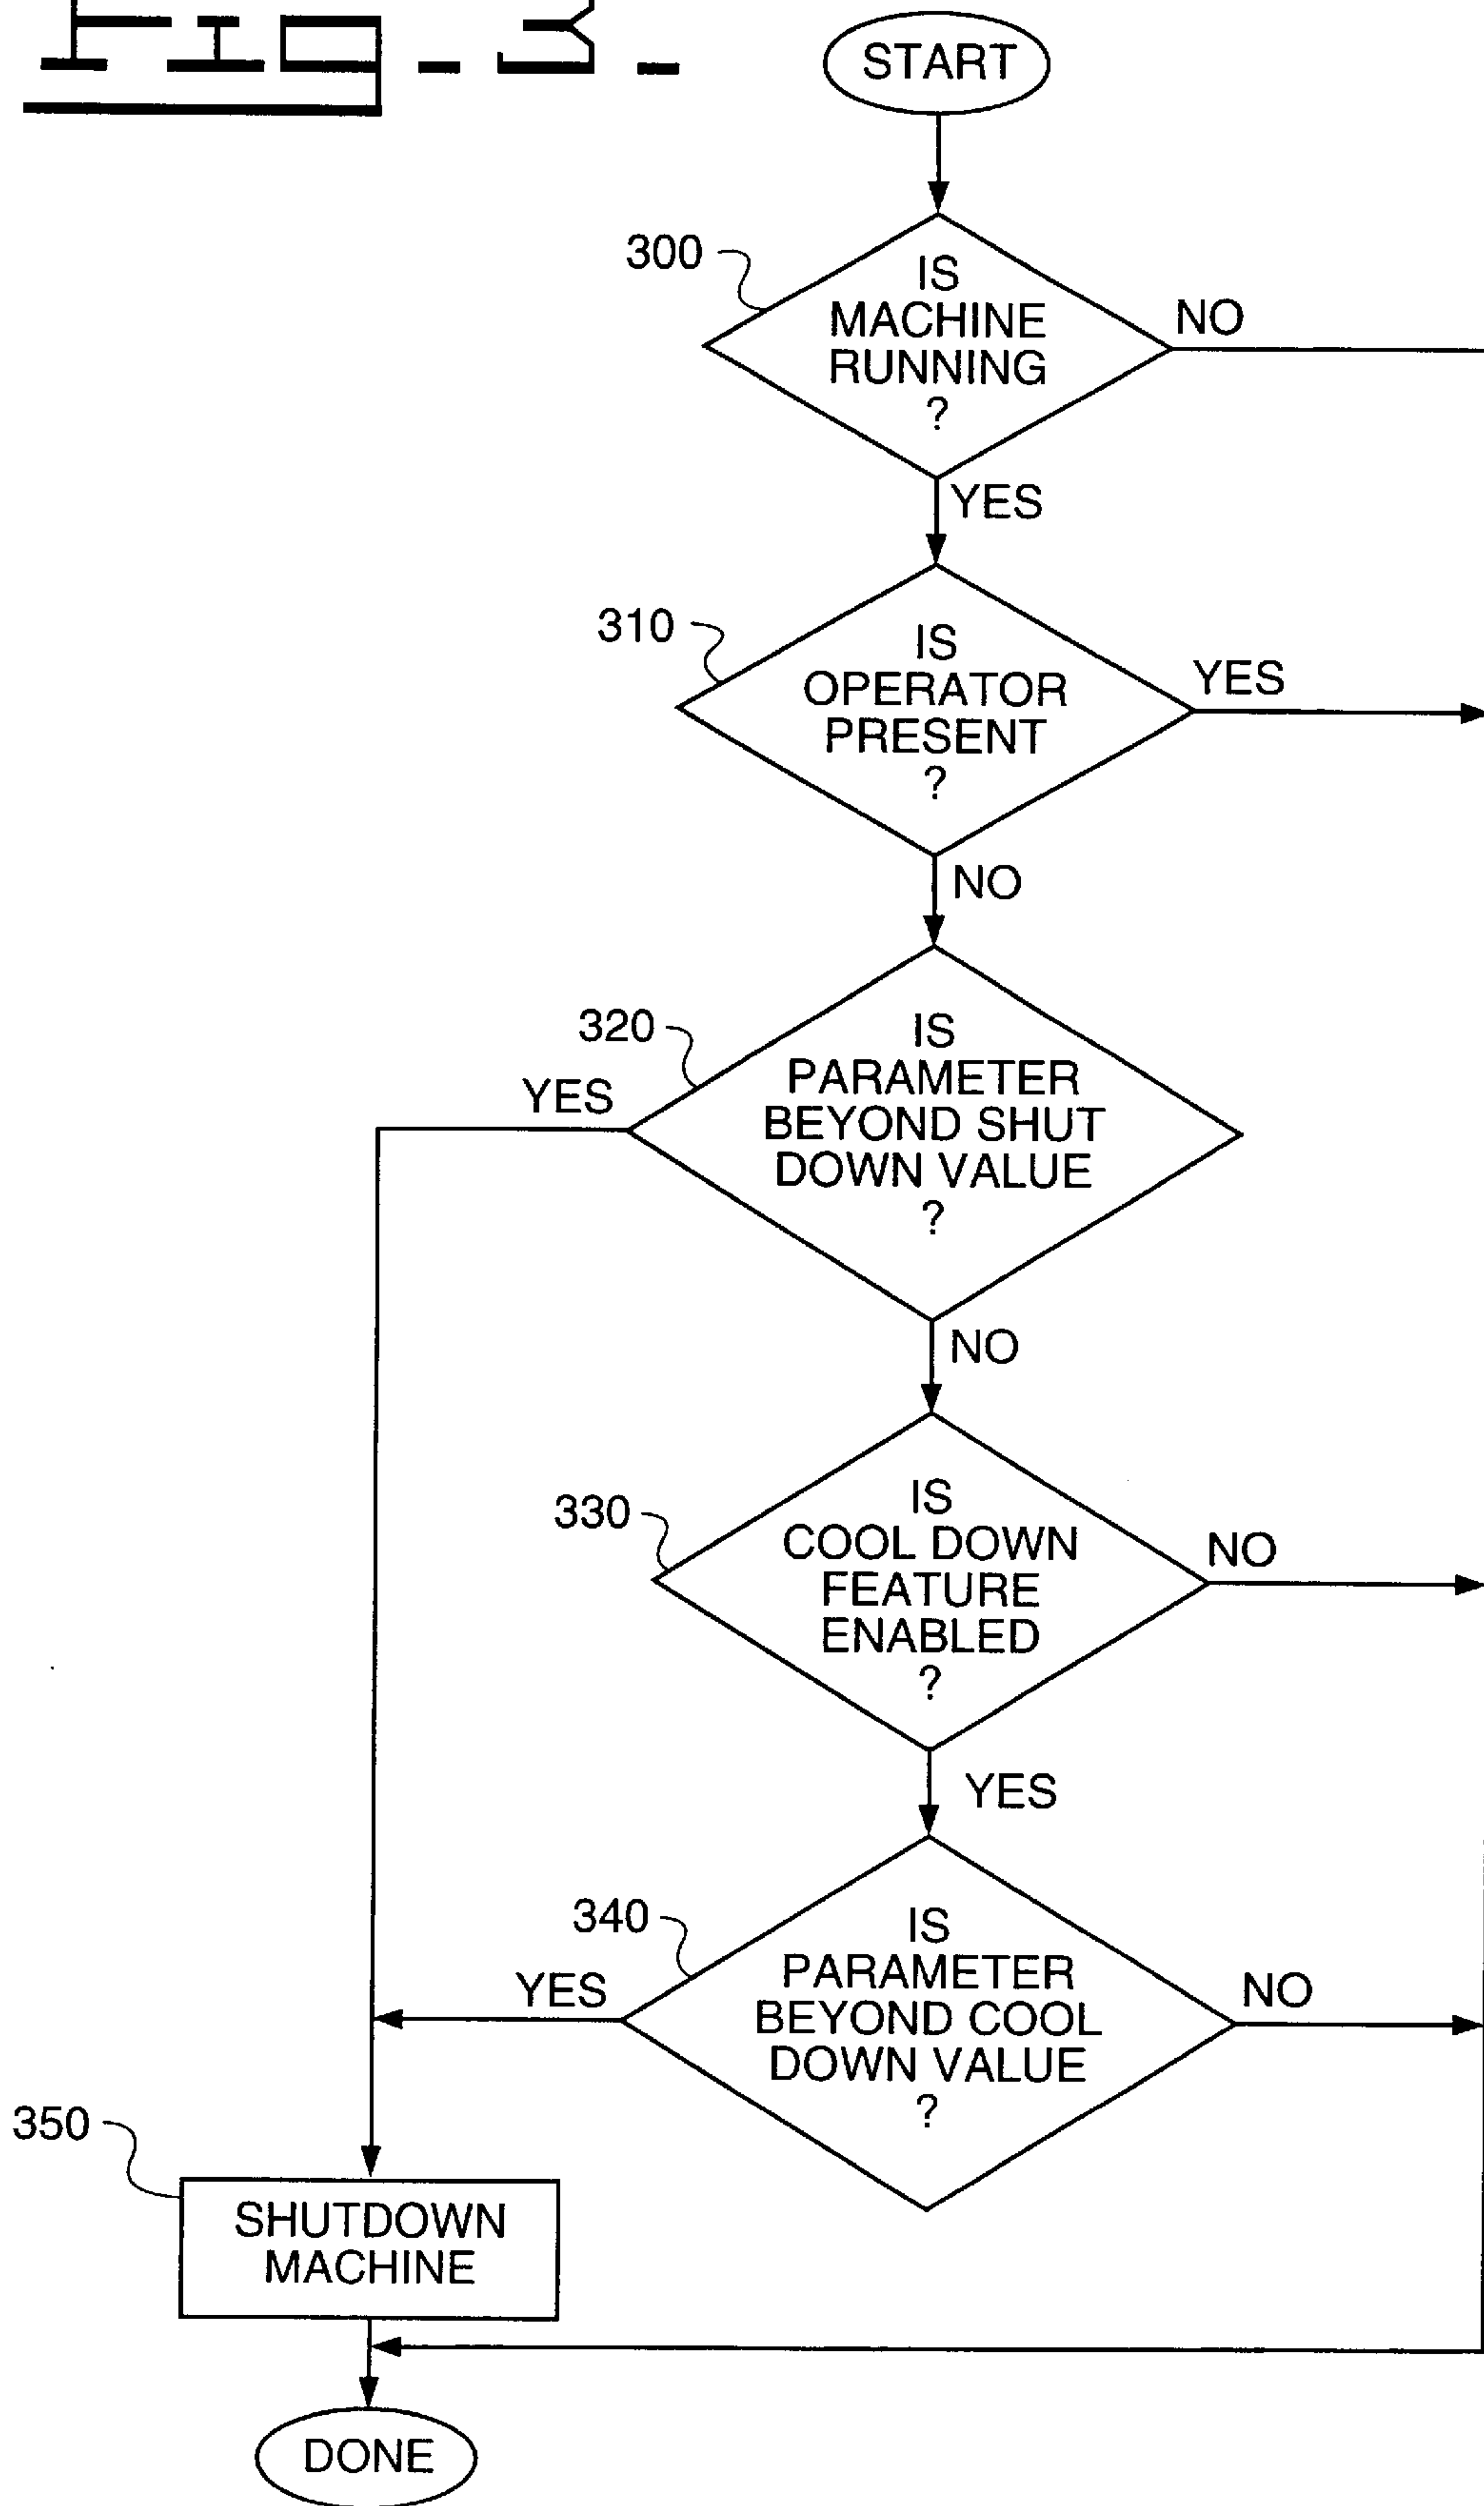 FIG_3_
START
300
IS
MACHINE
RUNNING
?
NO
YES
310
IS
OPERATOR
PRESENT
?
YES
NO
320
IS
PARAMETER
BEYOND SHUT
DOWN VALUE
?
YES
NO
330
IS
COOL DOWN
FEATURE
ENABLED
?
NO
YES
340
IS
PARAMETER
BEYOND COOL
DOWN VALUE
?
YES
NO
350
SHUTDOWN
MACHINE
DONE